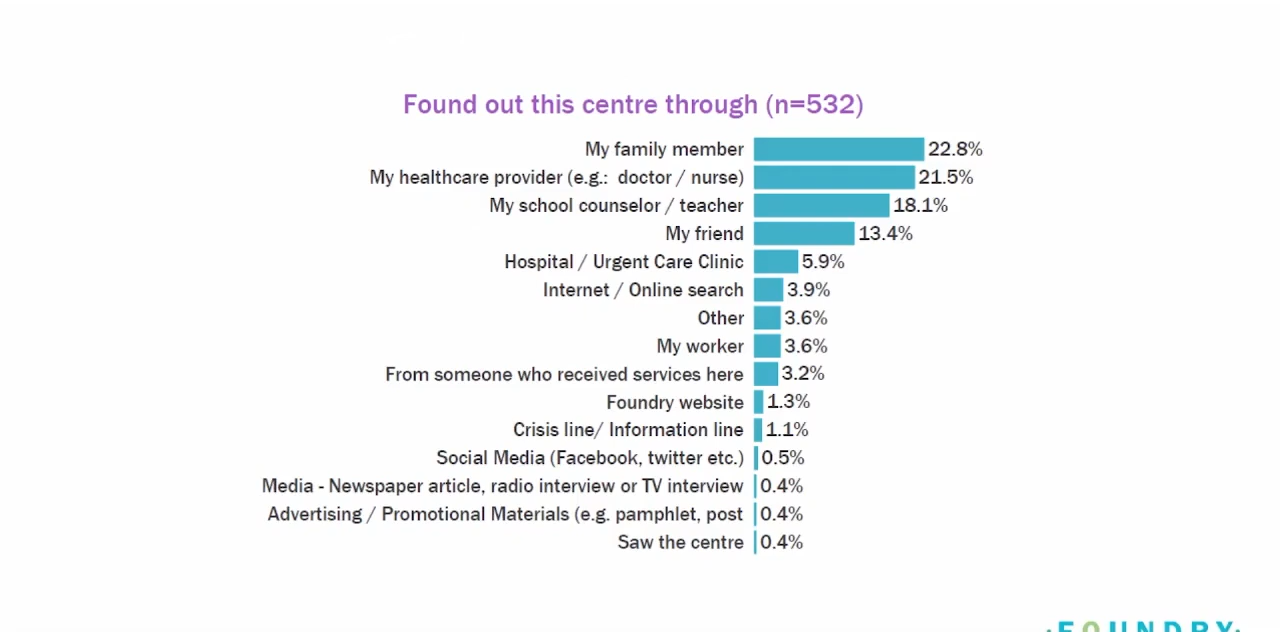 Found out this centre through (n=532)
My family member 22.8%
My healthcare provider (e.g.: doctor / nurse) 21.5%
My school counselor / teacher 18.1%
My friend 13.4%
Hospital / Urgent Care Clinic 5.9%
Internet / Online search 3.9%
Other 3.6%
My worker 3.6%
From someone who received services here 3.2%
Foundry website 1.3%
Crisis line/ Information line 1.1%
Social Media (Facebook, twitter etc.) 0.5%
Media - Newspaper article, radio interview or TV interview 0.4%
Advertising / Promotional Materials (e.g. pamphlet, post 0.4%
Saw the centre 0.4%
·FOUNDRY·